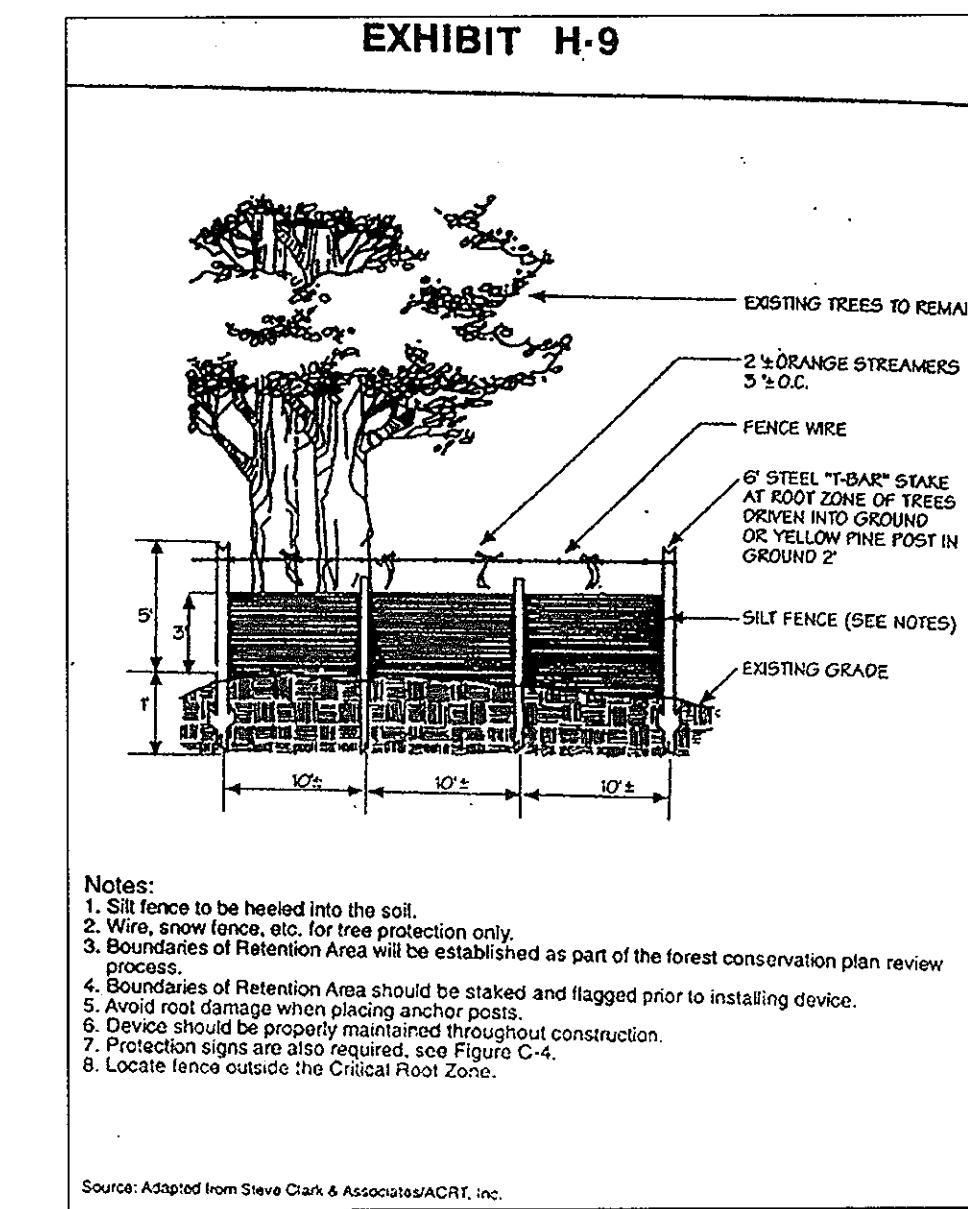 EXHIBIT H-9
EXISTING TREES TO REMAI
2 '± ORANGE STREAMERS
3 '± O.C.
FENCE WIRE
6' STEEL "T-BAR" STAKE
AT ROOT ZONE OF TREES
DRIVEN INTO GROUND
OR YELLOW PINE POST IN
GROUND 2'
5'
3'
SILT FENCE (SEE NOTES)
EXISTING GRADE
1'
10'±
10'±
10'±
Notes:
1. Silt fence to be heeled into the soil.
2. Wire, snow fence, etc. for tree protection only.
3. Boundaries of Retention Area will be established as part of the forest conservation plan review
process.
4. Boundaries of Retention Area should be staked and flagged prior to installing device.
5. Avoid root damage when placing anchor posts.
6. Device should be properly maintained throughout construction.
7. Protection signs are also required, see Figure C-4.
8. Locate fence outside the Critical Root Zone.
Source: Adapted from Steve Clark & Associates/ACRT, Inc.